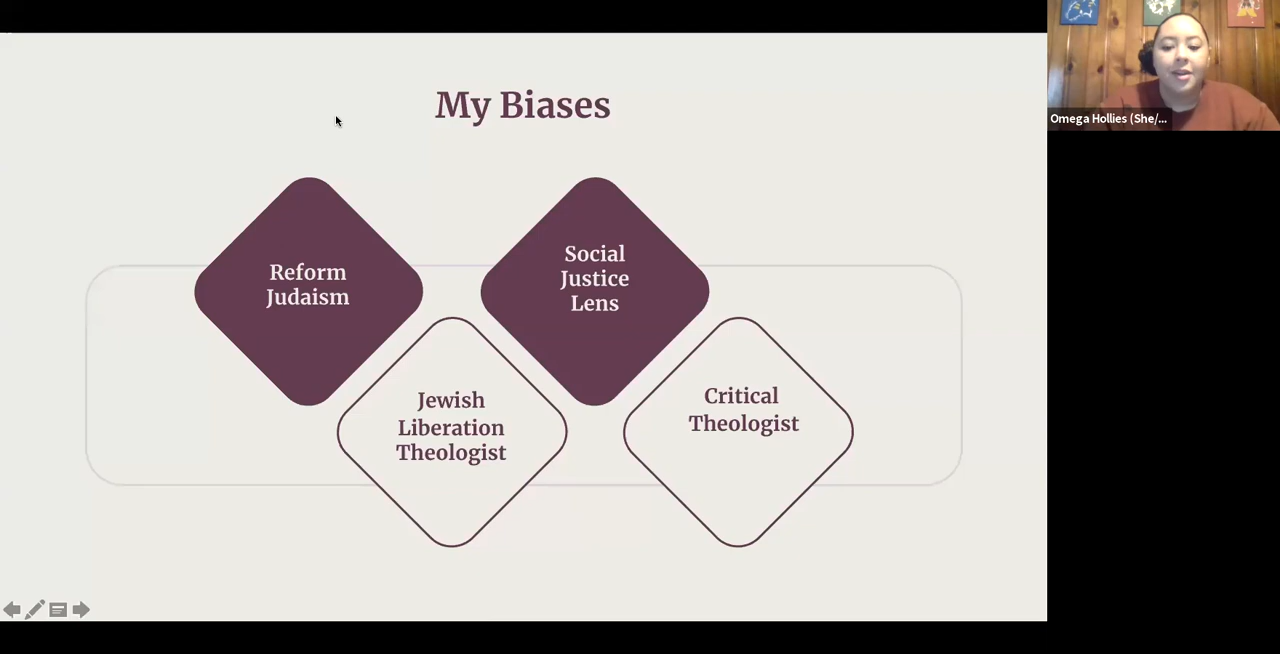 My Biases
Reform
Judaism
Social
Justice
Lens
Jewish
Liberation
Theologist
Critical
Theologist
Omega Hollies (She/...